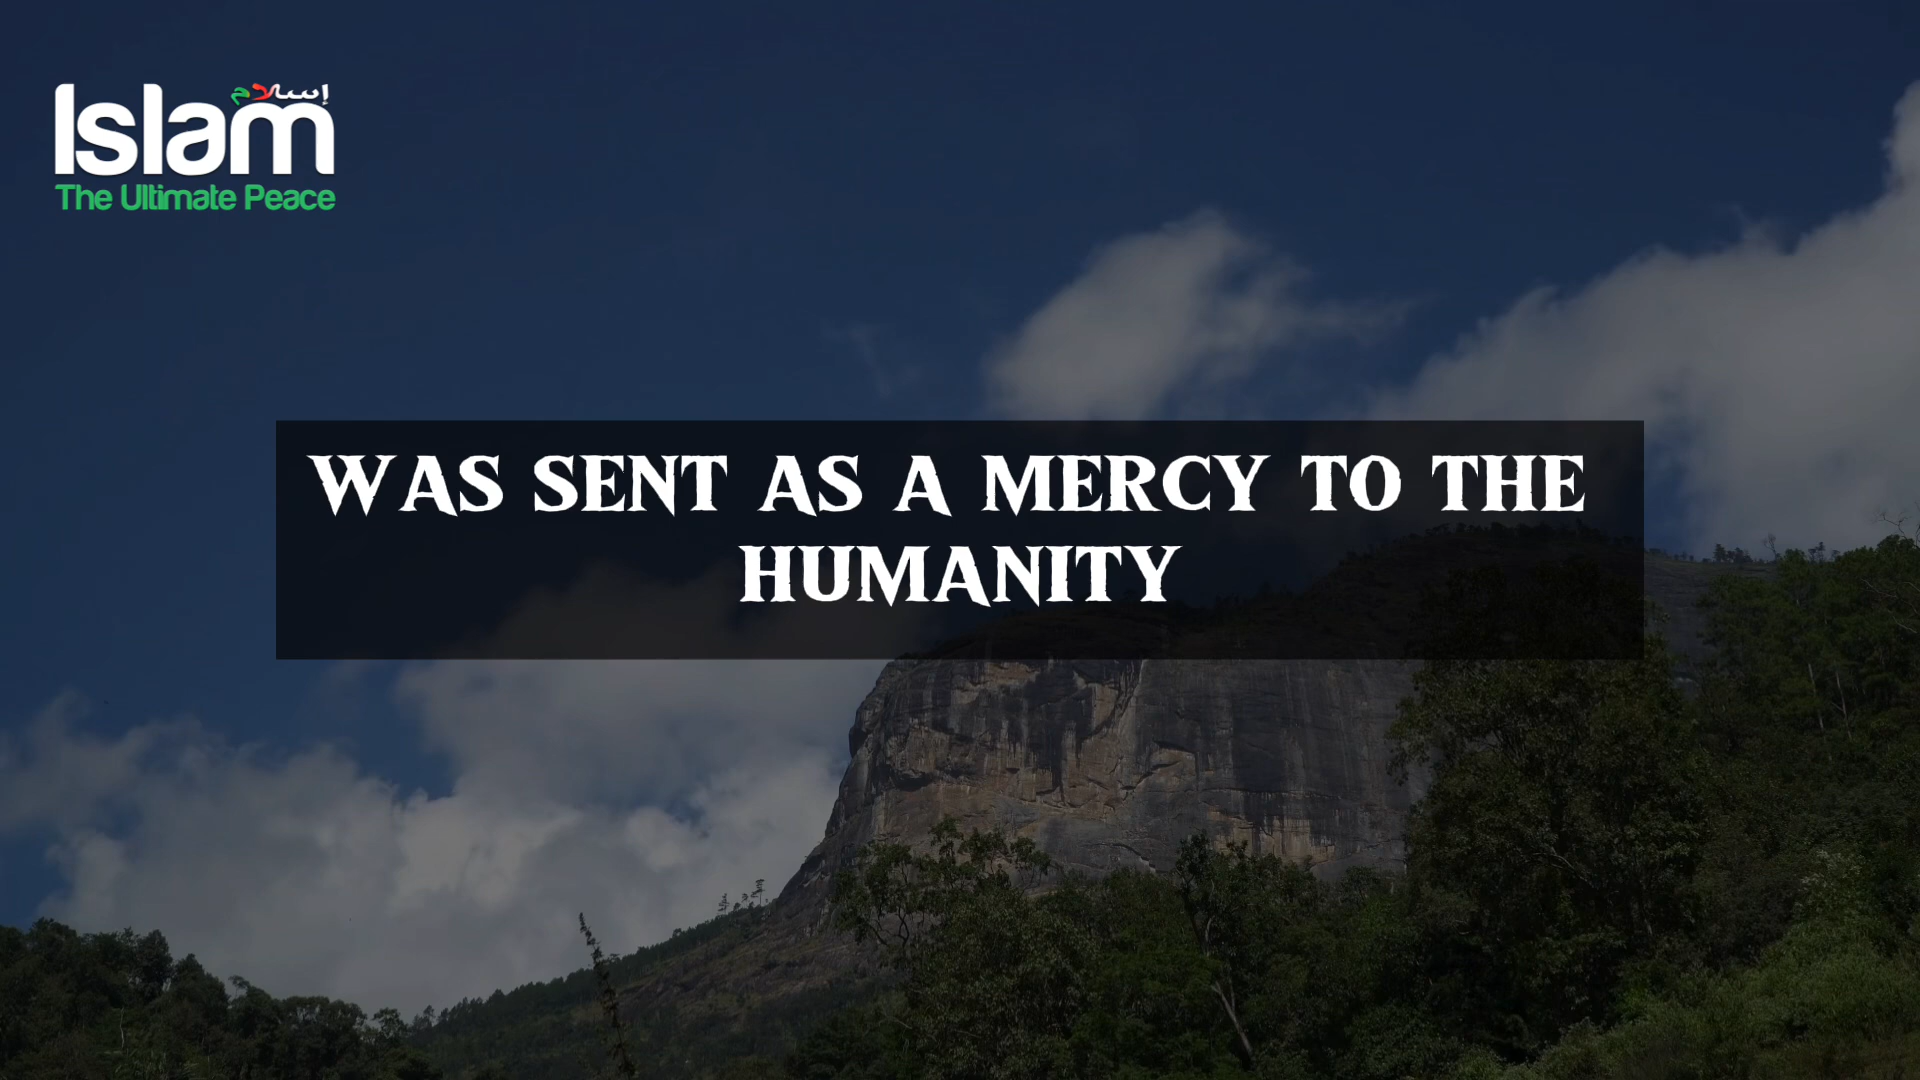 إسلام
Islam
The Ultimate Peace
WAS SENT AS A MERCY TO THE
HUMANITY